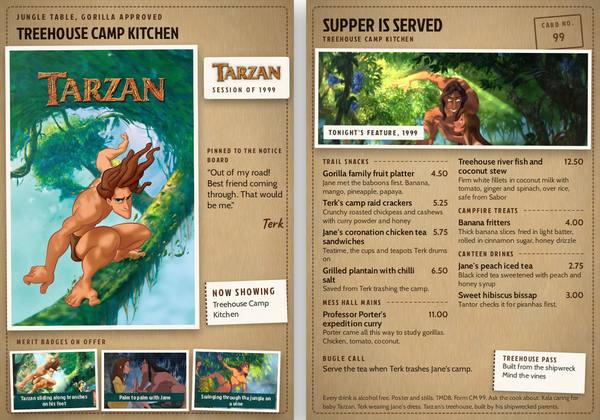 JUNGLE TABLE, GORILLA APPROVED
TREEHOUSE CAMP KITCHEN
TARZAN
TARZAN
SESSION OF 1999
PINNED TO THE NOTICE
BOARD
"Out of my road!
Best friend coming
through. That would
be me."
Terk
NOW SHOWING
Treehouse Camp
Kitchen
MERIT BADGES ON OFFER
Tarzan sliding along branches
on his feet
Palm to palm with Jane
Swinging through the jungle on
a vine
SUPPER IS SERVED
TREEHOUSE CAMP KITCHEN
CARD NO.
99
TONIGHT'S FEATURE, 1999
TRAIL SNACKS
Gorilla family fruit platter 4.50
Jane met the baboons first. Banana,
mango, pineapple, papaya.
Terk's camp raid crackers 5.25
Crunchy roasted chickpeas and cashews
with curry powder and honey
Jane's coronation chicken tea 5.75
sandwiches
Teatime, the cups and teapots Terk drums
on
Grilled plantain with chilli 6.50
salt
Saved from Terk trashing the camp.
MESS HALL MAINS
Professor Porter's 11.00
expedition curry
Porter came all this way to study gorillas.
Chicken, tomato, coconut.
Treehouse river fish and 12.50
coconut stew
Firm white fillets in coconut milk with
tomato, ginger and spinach, over rice,
safe from Sabor
CAMPFIRE TREATS
Banana fritters 4.00
Thick banana slices fried in light batter,
rolled in cinnamon sugar, honey drizzle
CANTEEN DRINKS
Jane's peach iced tea 2.75
Black iced tea sweetened with peach and
honey syrup
Sweet hibiscus bissap 3.00
Tantor checks it for piranhas first.
BUGLE CALL
Serve the tea when Terk trashes Jane's camp.
TREEHOUSE PASS
Built from the shipwreck
Mind the vines
Every drink is alcohol free. Poster and stills: TMDB. Form CM 99. Ask the cook about: Kala caring for
baby Tarzan, Terk wearing Jane's dress. Tarzan's treehouse, built by his shipwrecked parents.